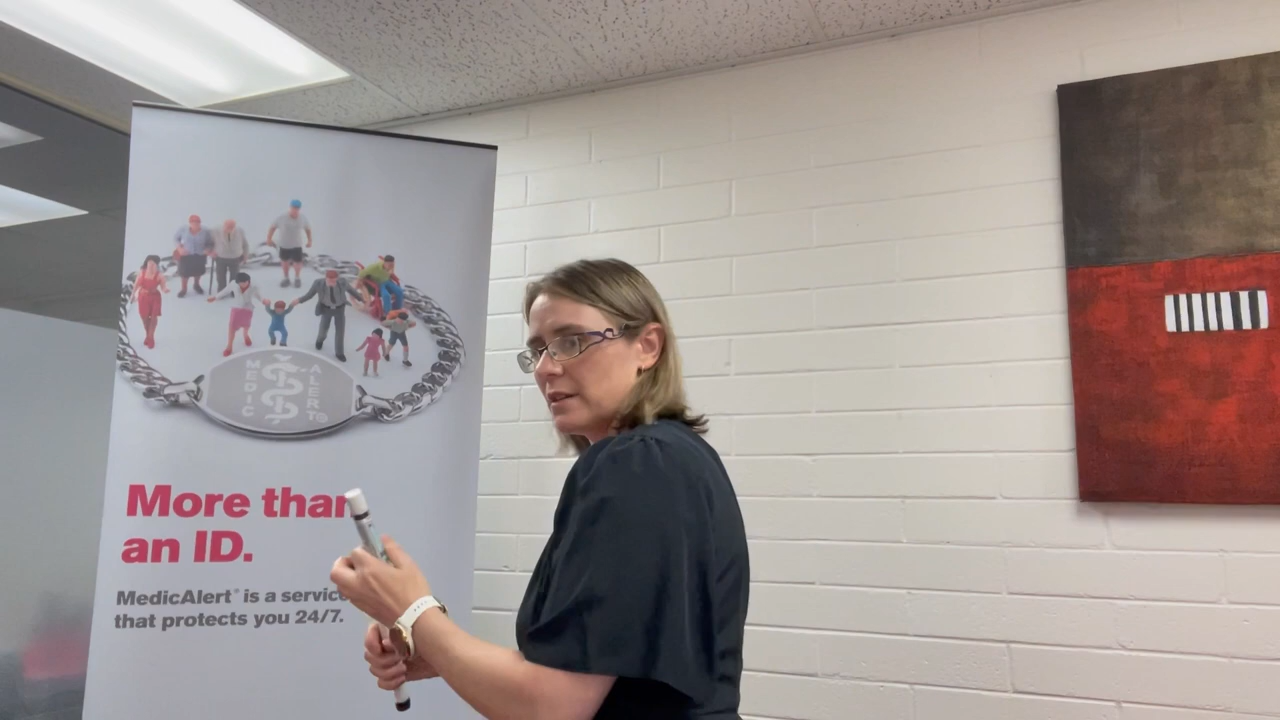 MEDIC
ALERT®
More than
an ID.
MedicAlert® is a service
that protects you 24/7.